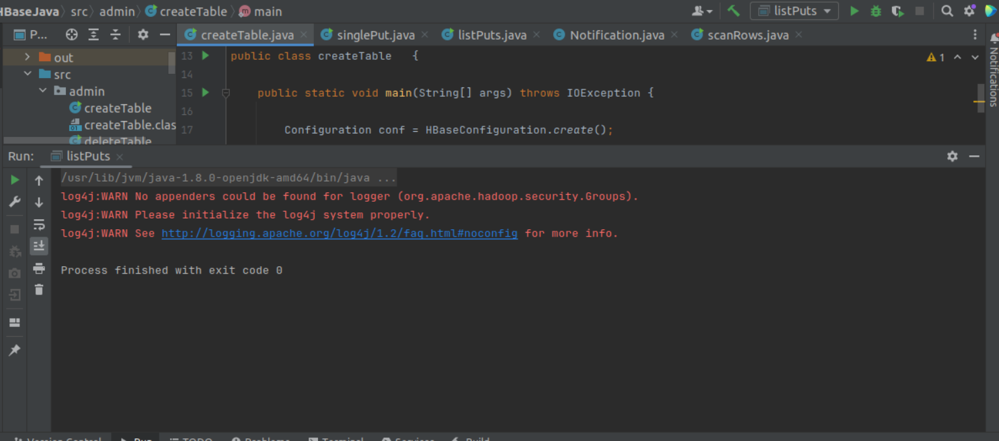 HBaseJava src admin createTable main listPuts
P... createTable.java singlePut.java listPuts.java Notification.java scanRows.java
out
src
admin
createTable
createTable.clas
deleteTable
13 public class createTable {
14
15 public static void main(String[] args) throws IOException {
16
17 Configuration conf = HBaseConfiguration.create();
1
Notifications
Run: listPuts
/usr/lib/jvm/java-1.8.0-openjdk-amd64/bin/java ...
log4j:WARN No appenders could be found for logger (org.apache.hadoop.security.Groups).
log4j:WARN Please initialize the log4j system properly.
log4j:WARN See http://logging.apache.org/log4j/1.2/faq.html#noconfig for more info.
Process finished with exit code 0
Version Control Run TODO Problems Terminal Services Build